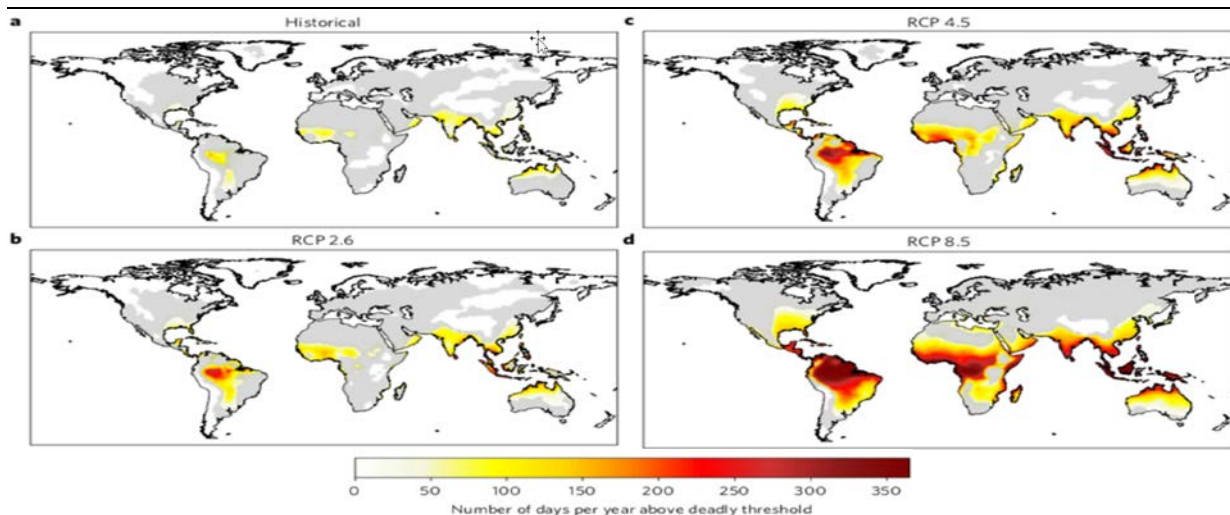 a Historical
c RCP 4.5
b RCP 2.6
d RCP 8.5
0 50 100 150 200 250 300 350
Number of days per year above deadly threshold